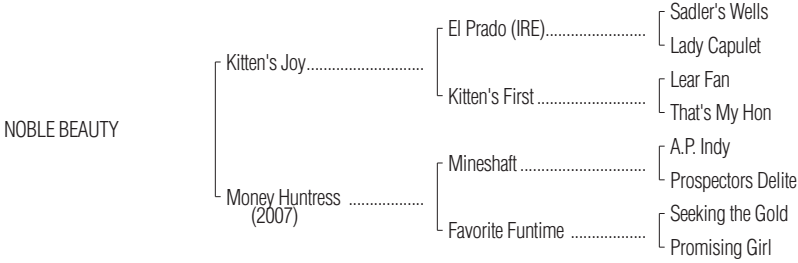 Sadler's Wells
El Prado (IRE)..........................
Lady Capulet
Kitten's Joy..............................
Lear Fan
Kitten's First............................
That's My Hon
NOBLE BEAUTY
A.P. Indy
Mineshaft................................
Prospectors Delite
Money Huntress ...................
(2007)
Seeking the Gold
Favorite Funtime ...................
Promising Girl